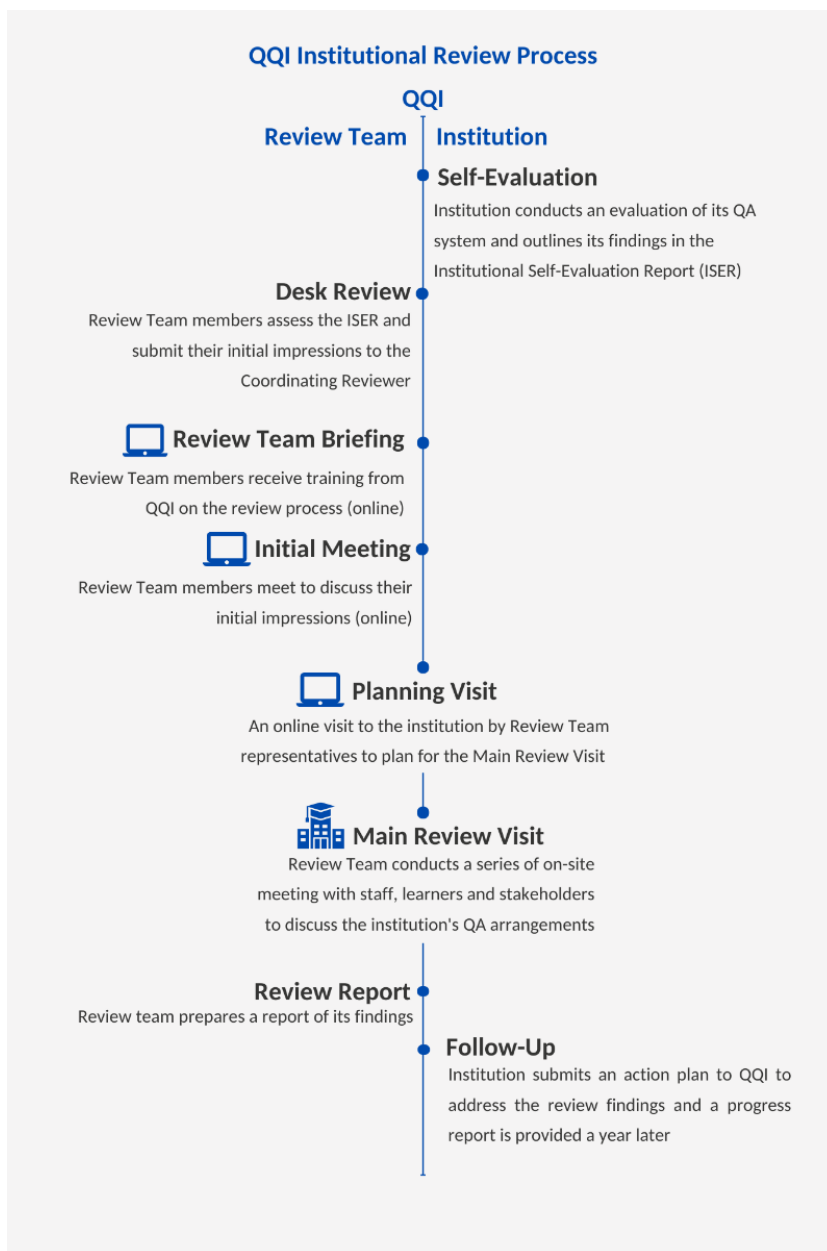 QQI Institutional Review Process
QQI
Review Team
Institution
Self-Evaluation
Institution conducts an evaluation of its QA
system and outlines its findings in the
Institutional Self-Evaluation Report (ISER)
Desk Review
Review Team members assess the ISER and
submit their initial impressions to the
Coordinating Reviewer
Review Team Briefing
Review Team members receive training from
QQI on the review process (online)
Initial Meeting
Review Team members meet to discuss their
initial impressions (online)
Planning Visit
An online visit to the institution by Review Team
representatives to plan for the Main Review Visit
Main Review Visit
Review Team conducts a series of on-site
meeting with staff, learners and stakeholders
to discuss the institution's QA arrangements
Review Report
Review team prepares a report of its findings
Follow-Up
Institution submits an action plan to QQI to
address the review findings and a progress
report is provided a year later